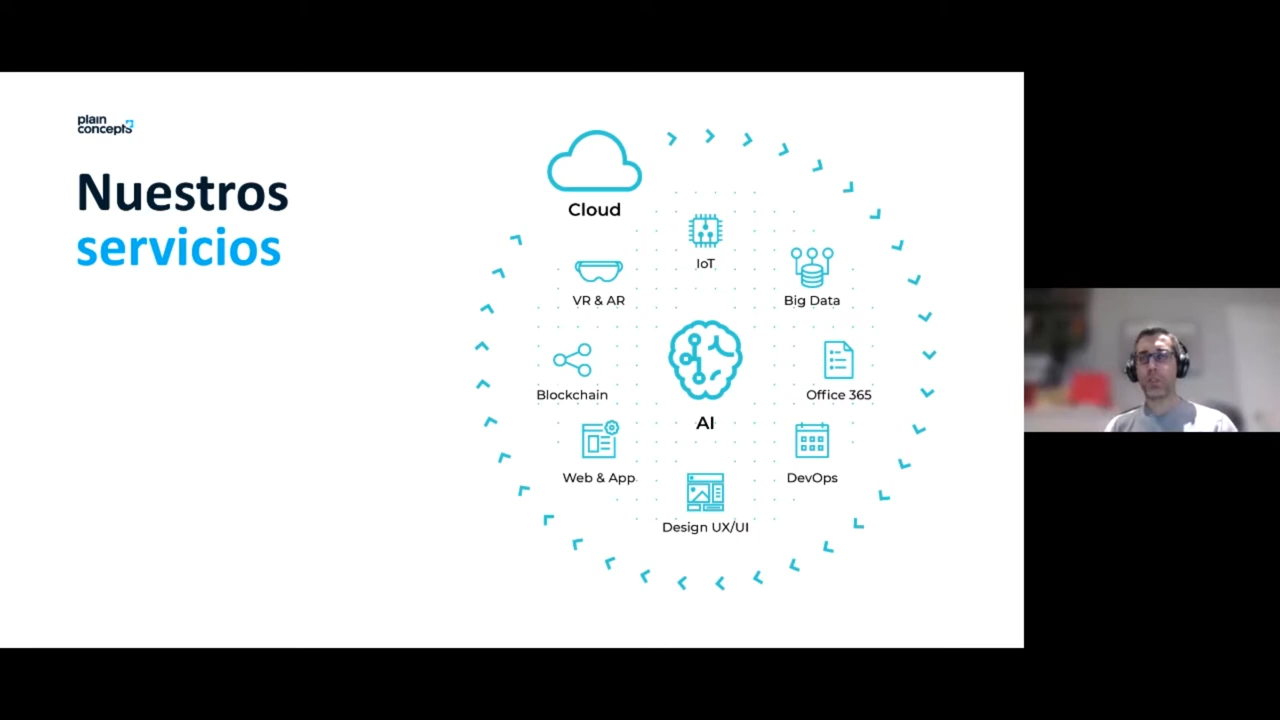 plain
concepts
Nuestros
servicios
Cloud
IoT
VR & AR
Big Data
Blockchain
AI
Office 365
Web & App
DevOps
Design UX/UI